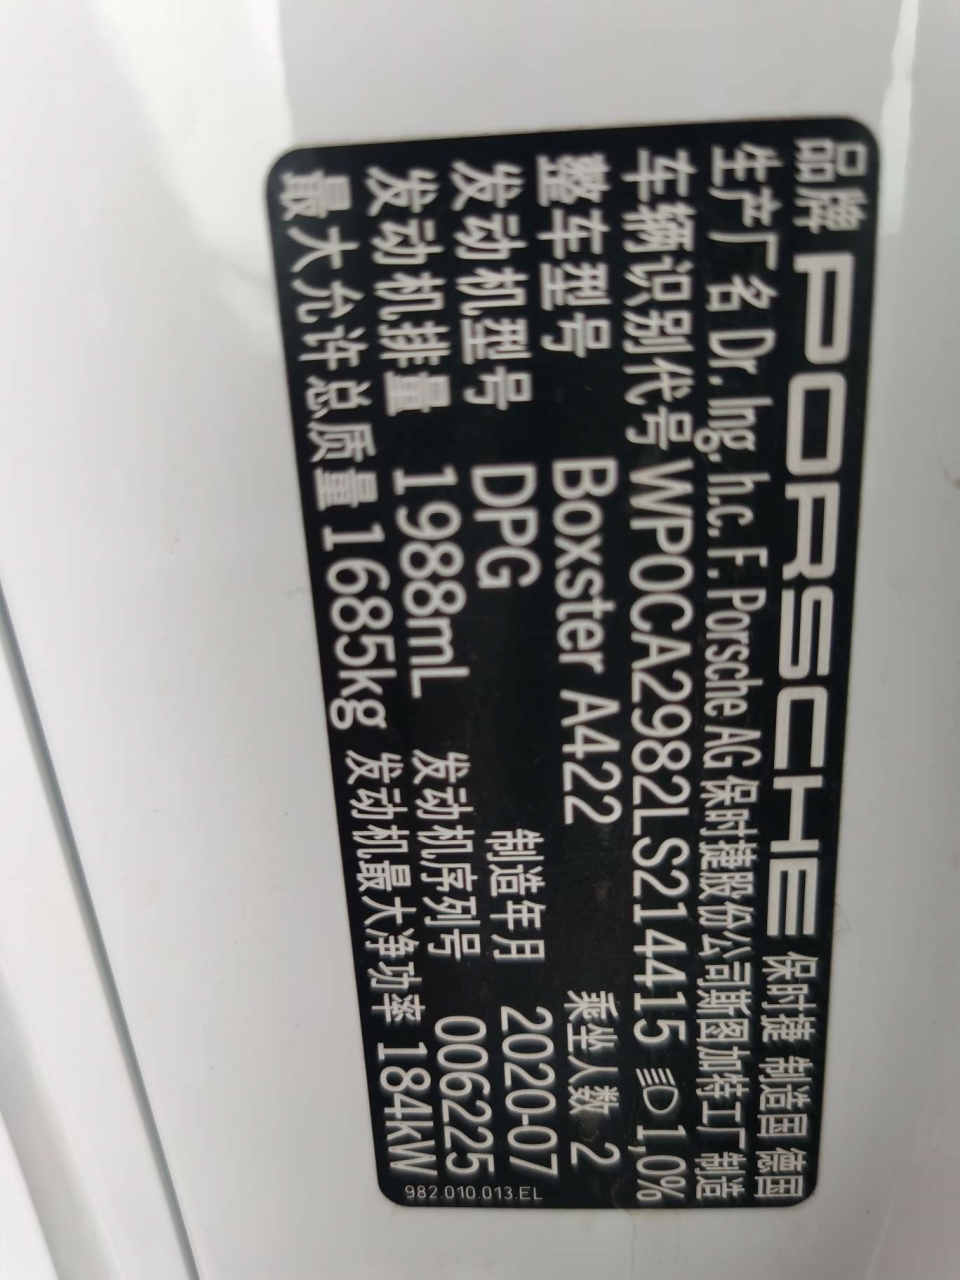 品牌 PORSCHE 保时捷 制造国 德国
生产厂名 Dr. Ing. h.c. F. Porsche AG 保时捷股份公司斯图加特工厂制造
车辆识别代号 WP0CA2982LS214415 1,0%
整车型号 Boxster A422 乘坐人数 2
发动机型号 DPG 制造年月 2020-07
发动机排量 1988mL 发动机序列号 006225
最大允许总质量 1685kg 发动机最大净功率 184kW
982.010.013.EL